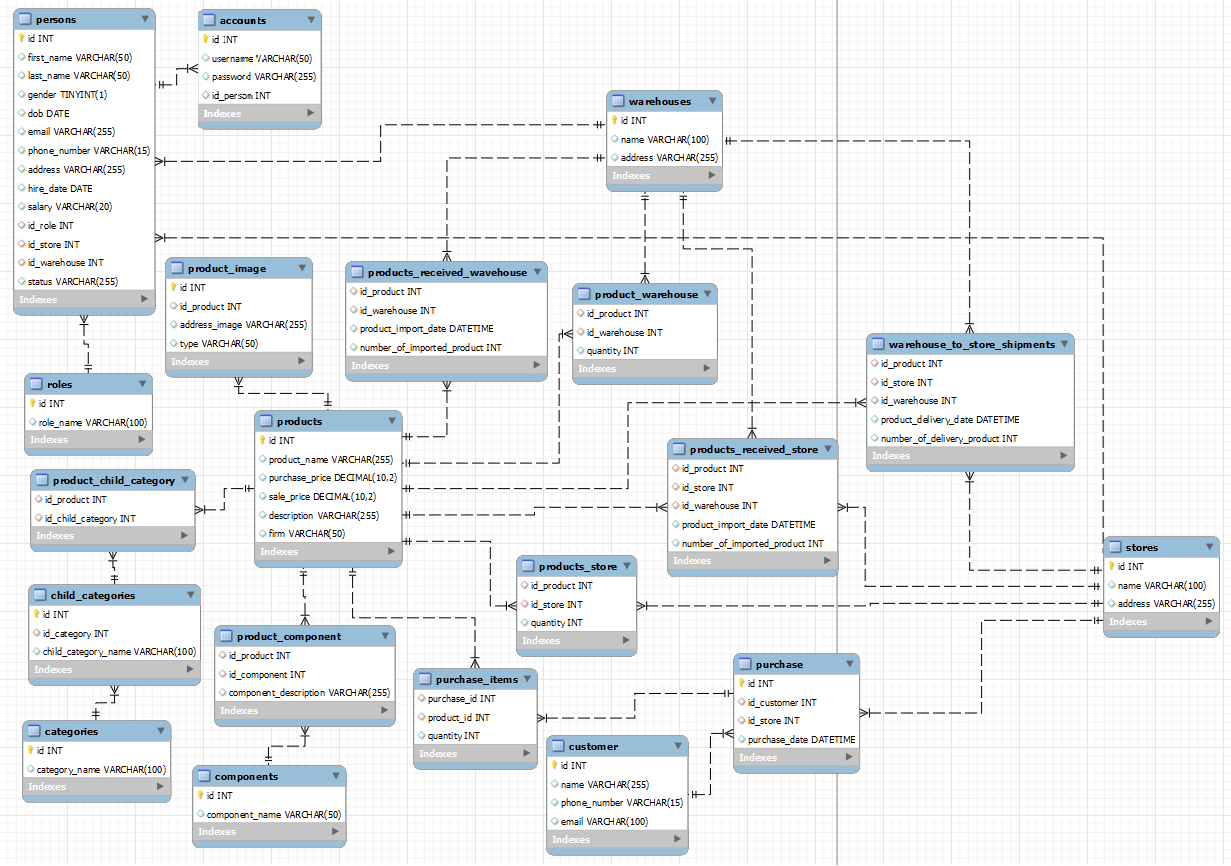 persons
id INT
first_name VARCHAR(50)
last_name VARCHAR(50)
gender TINYINT(1)
dob DATE
email VARCHAR(255)
phone_number VARCHAR(15)
address VARCHAR(255)
hire_date DATE
salary VARCHAR(20)
id_role INT
id_store INT
id_warehouse INT
status VARCHAR(255)
Indexes
accounts
id INT
username VARCHAR(50)
password VARCHAR(255)
id_person INT
Indexes
warehouses
id INT
name VARCHAR(100)
address VARCHAR(255)
Indexes
product_image
id INT
id_product INT
address_image VARCHAR(255)
type VARCHAR(50)
Indexes
products_received_wavehouse
id_product INT
id_warehouse INT
product_import_date DATETIME
number_of_imported_product INT
Indexes
product_warehouse
id_product INT
id_warehouse INT
quantity INT
Indexes
warehouse_to_store_shipments
id_product INT
id_store INT
id_warehouse INT
product_delivery_date DATETIME
number_of_delivery_product INT
Indexes
roles
id INT
role_name VARCHAR(100)
Indexes
products
id INT
product_name VARCHAR(255)
purchase_price DECIMAL(10,2)
sale_price DECIMAL(10,2)
description VARCHAR(255)
firm VARCHAR(50)
Indexes
products_received_store
id_product INT
id_store INT
id_warehouse INT
product_import_date DATETIME
number_of_imported_product INT
Indexes
product_child_category
id_product INT
id_child_category INT
Indexes
stores
id INT
name VARCHAR(100)
address VARCHAR(255)
Indexes
products_store
id_product INT
id_store INT
quantity INT
Indexes
child_categories
id INT
id_category INT
child_category_name VARCHAR(100)
Indexes
product_component
id_product INT
id_component INT
component_description VARCHAR(255)
Indexes
purchase_items
purchase_id INT
product_id INT
quantity INT
Indexes
purchase
id INT
id_customer INT
id_store INT
purchase_date DATETIME
Indexes
categories
id INT
category_name VARCHAR(100)
Indexes
components
id INT
component_name VARCHAR(50)
Indexes
customer
id INT
name VARCHAR(255)
phone_number VARCHAR(15)
email VARCHAR(100)
Indexes